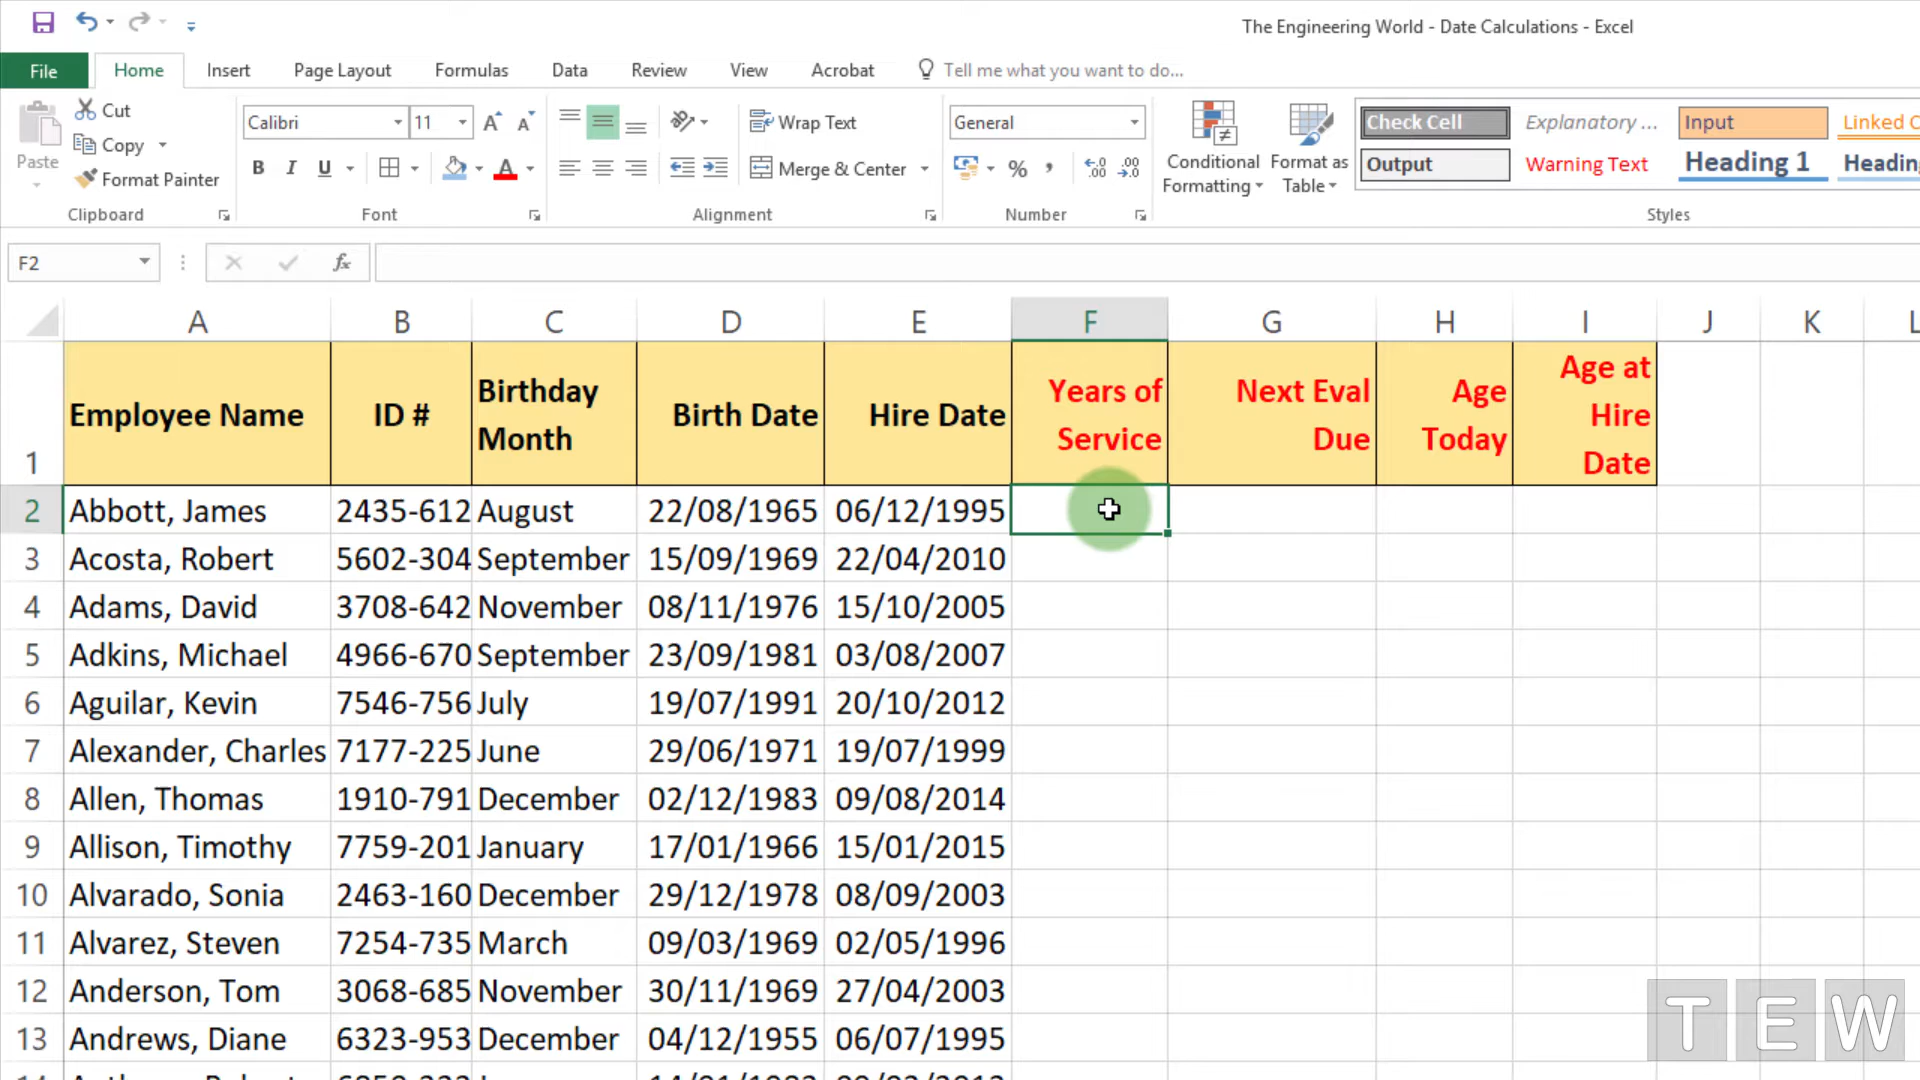 The Engineering World - Date Calculations - Excel
File Home Insert Page Layout Formulas Data Review View Acrobat Tell me what you want to do...
Paste
Cut
Copy
Format Painter
Clipboard
Calibri 11
B I U
Font
Wrap Text
Merge & Center
Alignment
General
% ,
Number
Conditional Formatting
Format as Table
Check Cell Explanatory ... Input Linked C
Output Warning Text Heading 1 Heading
Styles
F2 fx
A B C D E F G H I J K L
1 Employee Name ID # Birthday Month Birth Date Hire Date Years of Service Next Eval Due Age Today Age at Hire Date
2 Abbott, James 2435-612 August 22/08/1965 06/12/1995
3 Acosta, Robert 5602-304 September 15/09/1969 22/04/2010
4 Adams, David 3708-642 November 08/11/1976 15/10/2005
5 Adkins, Michael 4966-670 September 23/09/1981 03/08/2007
6 Aguilar, Kevin 7546-756 July 19/07/1991 20/10/2012
7 Alexander, Charles 7177-225 June 29/06/1971 19/07/1999
8 Allen, Thomas 1910-791 December 02/12/1983 09/08/2014
9 Allison, Timothy 7759-201 January 17/01/1966 15/01/2015
10 Alvarado, Sonia 2463-160 December 29/12/1978 08/09/2003
11 Alvarez, Steven 7254-735 March 09/03/1969 02/05/1996
12 Anderson, Tom 3068-685 November 30/11/1969 27/04/2003
13 Andrews, Diane 6323-953 December 04/12/1955 06/07/1995
TEW